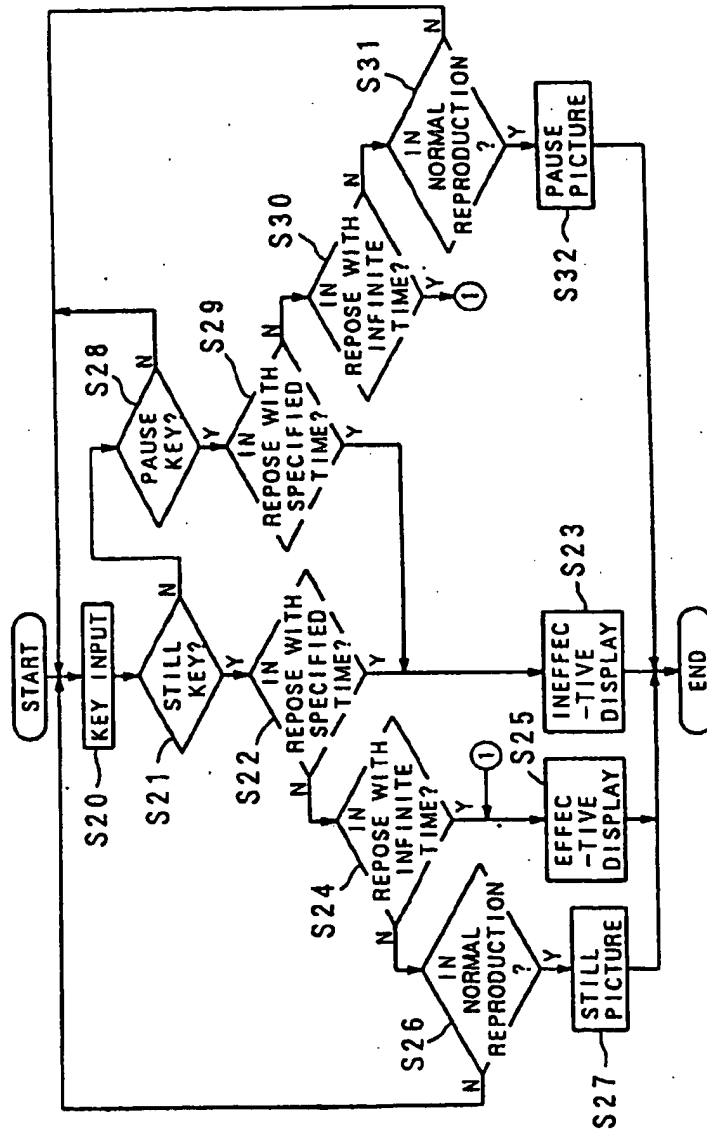 START
S20
KEY INPUT
S21
STILL
KEY?
N
Y
S28
PAUSE
KEY?
N
Y
S22
IN
REPOSE WITH
SPECIFIED
TIME?
N
Y
S29
IN
REPOSE WITH
SPECIFIED
TIME?
N
Y
S24
IN
REPOSE WITH
INFINITE
TIME?
N
Y
1
S30
IN
REPOSE WITH
INFINITE
TIME?
N
Y
1
S26
IN
NORMAL
REPRODUCTION
?
N
Y
S31
IN
NORMAL
REPRODUCTION
?
N
Y
S27
STILL
PICTURE
S25
EFFEC
-TIVE
DISPLAY
S23
INEFFEC
-TIVE
DISPLAY
S32
PAUSE
PICTURE
END